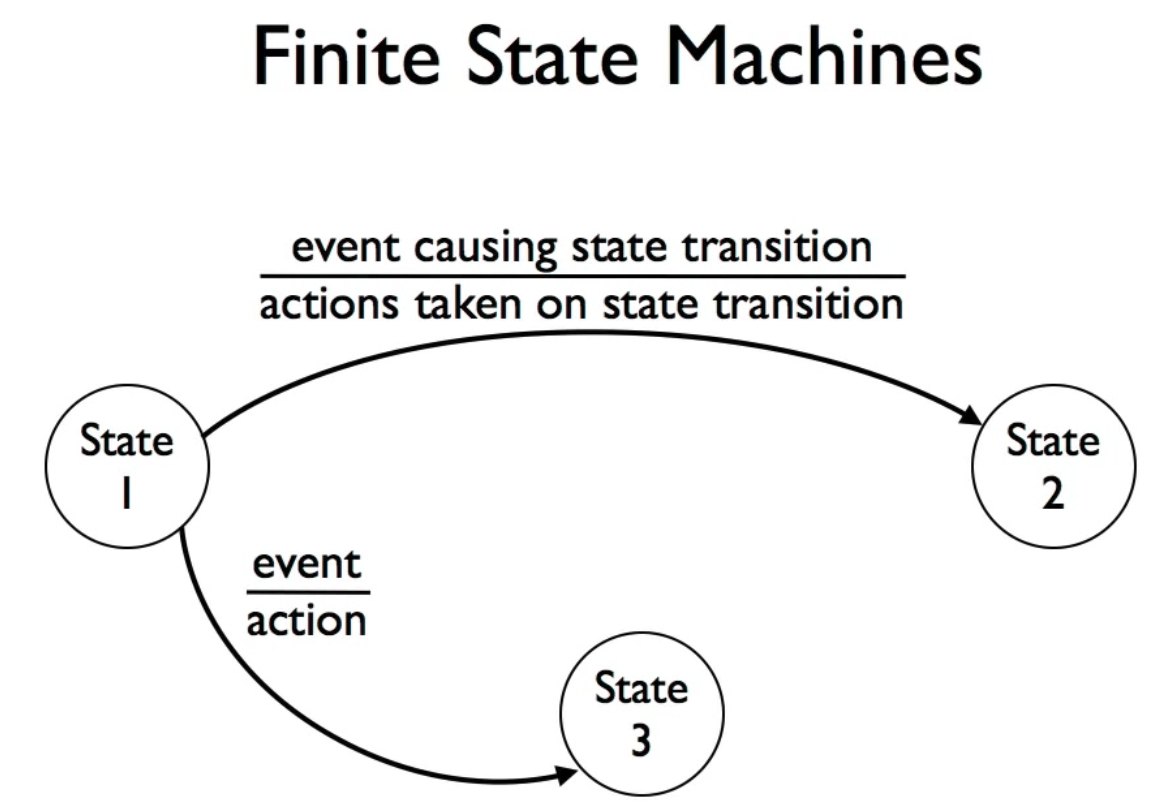 Finite State Machines
event causing state transition
actions taken on state transition
State
1
State
2
event
action
State
3